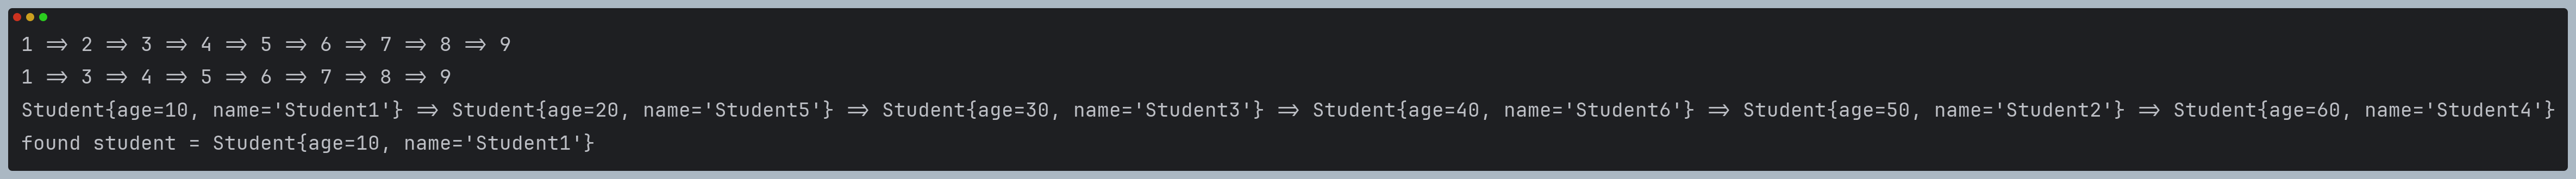 1 => 2 => 3 => 4 => 5 => 6 => 7 => 8 => 9
1 => 3 => 4 => 5 => 6 => 7 => 8 => 9
Student{age=10, name='Student1'} => Student{age=20, name='Student5'} => Student{age=30, name='Student3'} => Student{age=40, name='Student6'} => Student{age=50, name='Student2'} => Student{age=60, name='Student4'}
found student = Student{age=10, name='Student1'}